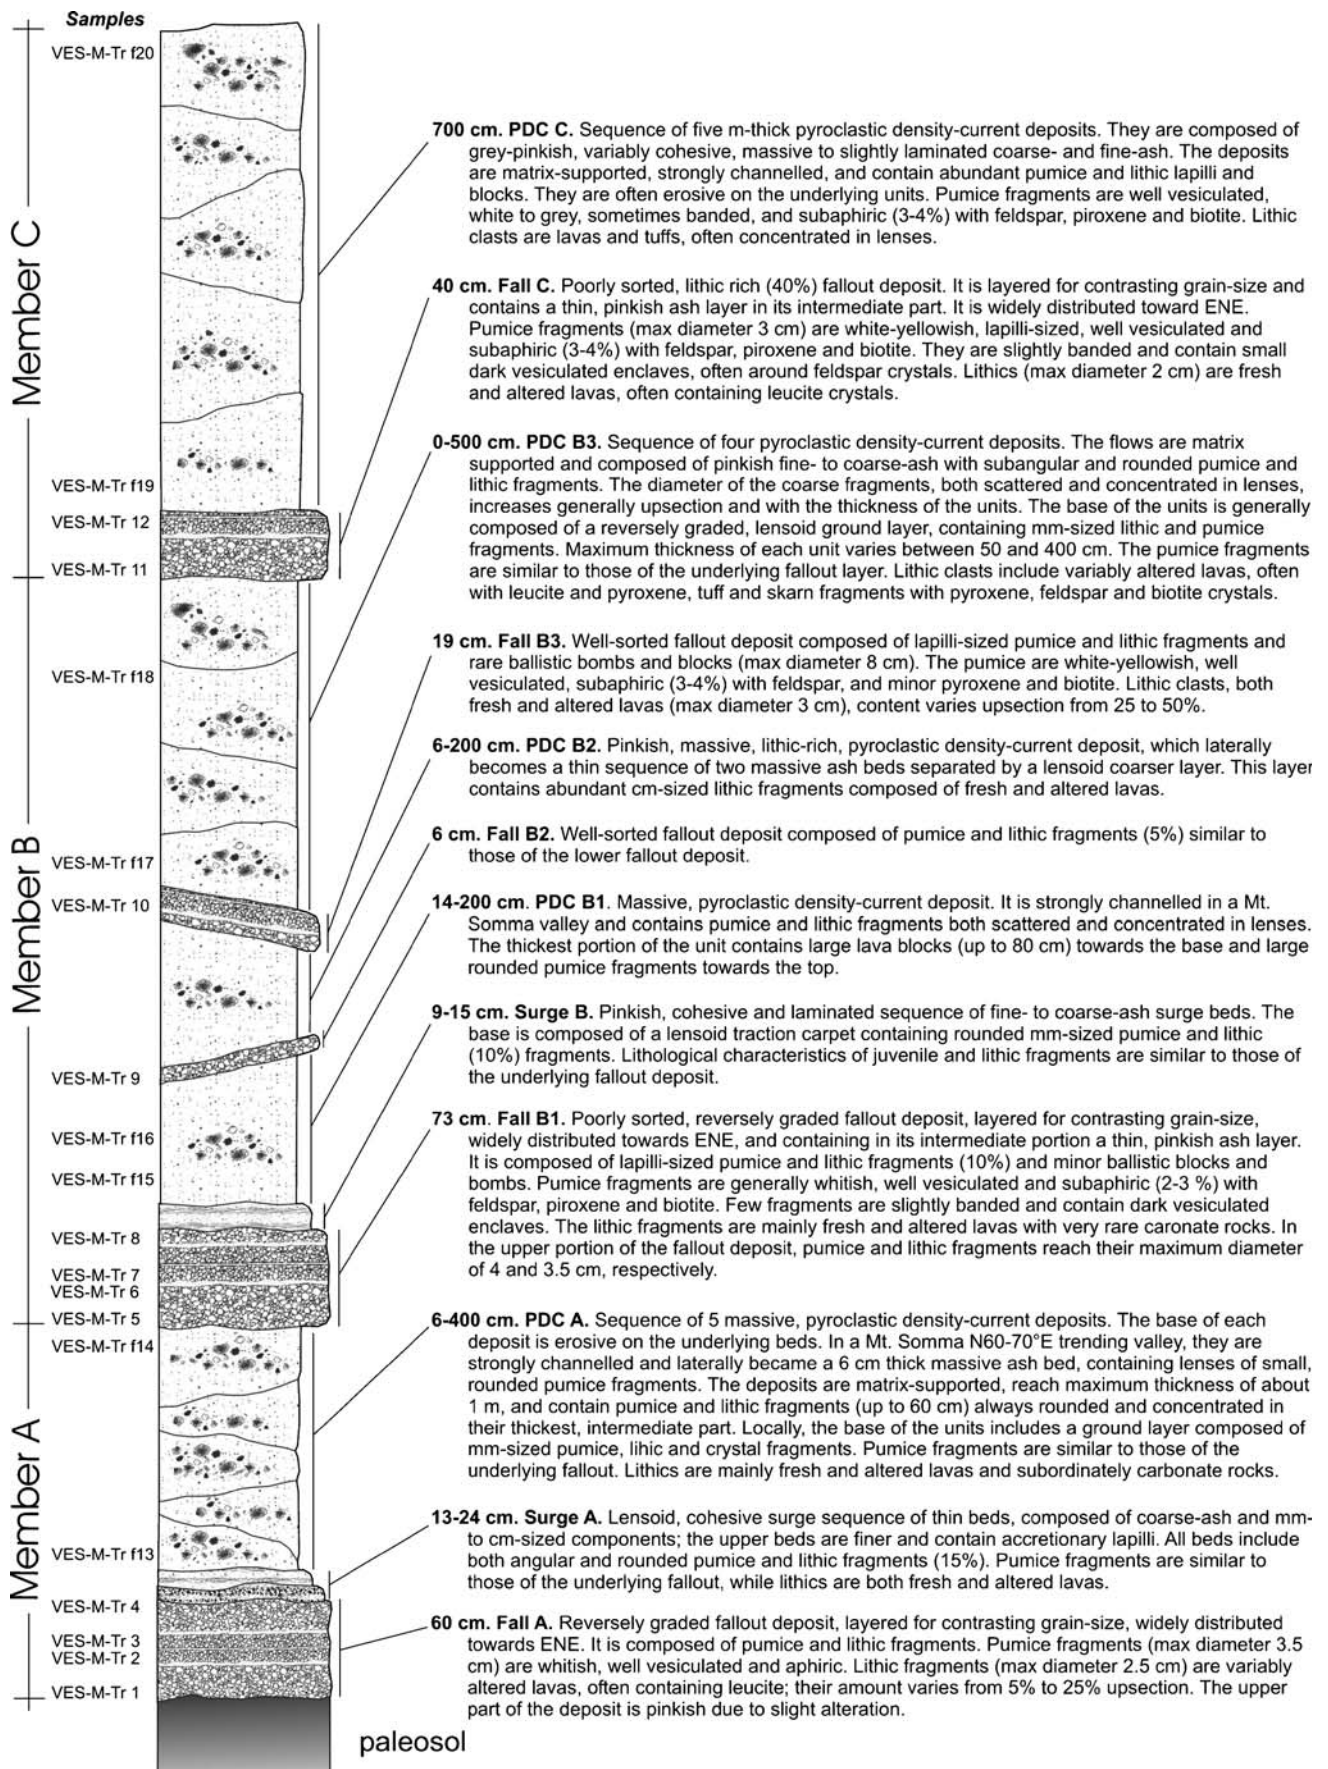 Samples
VES-M-Tr f20
VES-M-Tr f19
VES-M-Tr 12
VES-M-Tr 11
VES-M-Tr f18
VES-M-Tr f17
VES-M-Tr 10
VES-M-Tr 9
VES-M-Tr f16
VES-M-Tr f15
VES-M-Tr 8
VES-M-Tr 7
VES-M-Tr 6
VES-M-Tr 5
VES-M-Tr f14
VES-M-Tr f13
VES-M-Tr 4
VES-M-Tr 3
VES-M-Tr 2
VES-M-Tr 1
Member C
Member B
Member A
700 cm. PDC C. Sequence of five m-thick pyroclastic density-current deposits. They are composed of
grey-pinkish, variably cohesive, massive to slightly laminated coarse- and fine-ash. The deposits
are matrix-supported, strongly channelled, and contain abundant pumice and lithic lapilli and
blocks. They are often erosive on the underlying units. Pumice fragments are well vesiculated,
white to grey, sometimes banded, and subaphiric (3-4%) with feldspar, piroxene and biotite. Lithic
clasts are lavas and tuffs, often concentrated in lenses.
40 cm. Fall C. Poorly sorted, lithic rich (40%) fallout deposit. It is layered for contrasting grain-size and
contains a thin, pinkish ash layer in its intermediate part. It is widely distributed toward ENE.
Pumice fragments (max diameter 3 cm) are white-yellowish, lapilli-sized, well vesiculated and
subaphiric (3-4%) with feldspar, piroxene and biotite. They are slightly banded and contain small
dark vesiculated enclaves, often around feldspar crystals. Lithics (max diameter 2 cm) are fresh
and altered lavas, often containing leucite crystals.
0-500 cm. PDC B3. Sequence of four pyroclastic density-current deposits. The flows are matrix
supported and composed of pinkish fine- to coarse-ash with subangular and rounded pumice and
lithic fragments. The diameter of the coarse fragments, both scattered and concentrated in lenses,
increases generally upsection and with the thickness of the units. The base of the units is generally
composed of a reversely graded, lensoid ground layer, containing mm-sized lithic and pumice
fragments. Maximum thickness of each unit varies between 50 and 400 cm. The pumice fragments
are similar to those of the underlying fallout layer. Lithic clasts include variably altered lavas, often
with leucite and pyroxene, tuff and skarn fragments with pyroxene, feldspar and biotite crystals.
19 cm. Fall B3. Well-sorted fallout deposit composed of lapilli-sized pumice and lithic fragments and
rare ballistic bombs and blocks (max diameter 8 cm). The pumice are white-yellowish, well
vesiculated, subaphiric (3-4%) with feldspar, and minor pyroxene and biotite. Lithic clasts, both
fresh and altered lavas (max diameter 3 cm), content varies upsection from 25 to 50%.
6-200 cm. PDC B2. Pinkish, massive, lithic-rich, pyroclastic density-current deposit, which laterally
becomes a thin sequence of two massive ash beds separated by a lensoid coarser layer. This layer
contains abundant cm-sized lithic fragments composed of fresh and altered lavas.
6 cm. Fall B2. Well-sorted fallout deposit composed of pumice and lithic fragments (5%) similar to
those of the lower fallout deposit.
14-200 cm. PDC B1. Massive, pyroclastic density-current deposit. It is strongly channelled in a Mt.
Somma valley and contains pumice and lithic fragments both scattered and concentrated in lenses.
The thickest portion of the unit contains large lava blocks (up to 80 cm) towards the base and large
rounded pumice fragments towards the top.
9-15 cm. Surge B. Pinkish, cohesive and laminated sequence of fine- to coarse-ash surge beds. The
base is composed of a lensoid traction carpet containing rounded mm-sized pumice and lithic
(10%) fragments. Lithological characteristics of juvenile and lithic fragments are similar to those of
the underlying fallout deposit.
73 cm. Fall B1. Poorly sorted, reversely graded fallout deposit, layered for contrasting grain-size,
widely distributed towards ENE, and containing in its intermediate portion a thin, pinkish ash layer.
It is composed of lapilli-sized pumice and lithic fragments (10%) and minor ballistic blocks and
bombs. Pumice fragments are generally whitish, well vesiculated and subaphiric (2-3 %) with
feldspar, piroxene and biotite. Few fragments are slightly banded and contain dark vesiculated
enclaves. The lithic fragments are mainly fresh and altered lavas with very rare caronate rocks. In
the upper portion of the fallout deposit, pumice and lithic fragments reach their maximum diameter
of 4 and 3.5 cm, respectively.
6-400 cm. PDC A. Sequence of 5 massive, pyroclastic density-current deposits. The base of each
deposit is erosive on the underlying beds. In a Mt. Somma N60-70°E trending valley, they are
strongly channelled and laterally became a 6 cm thick massive ash bed, containing lenses of small,
rounded pumice fragments. The deposits are matrix-supported, reach maximum thickness of about
1 m, and contain pumice and lithic fragments (up to 60 cm) always rounded and concentrated in
their thickest, intermediate part. Locally, the base of the units includes a ground layer composed of
mm-sized pumice, lihic and crystal fragments. Pumice fragments are similar to those of the
underlying fallout. Lithics are mainly fresh and altered lavas and subordinately carbonate rocks.
13-24 cm. Surge A. Lensoid, cohesive surge sequence of thin beds, composed of coarse-ash and mm-
to cm-sized components; the upper beds are finer and contain accretionary lapilli. All beds include
both angular and rounded pumice and lithic fragments (15%). Pumice fragments are similar to
those of the underlying fallout, while lithics are both fresh and altered lavas.
60 cm. Fall A. Reversely graded fallout deposit, layered for contrasting grain-size, widely distributed
towards ENE. It is composed of pumice and lithic fragments. Pumice fragments (max diameter 3.5
cm) are whitish, well vesiculated and aphiric. Lithic fragments (max diameter 2.5 cm) are variably
altered lavas, often containing leucite; their amount varies from 5% to 25% upsection. The upper
part of the deposit is pinkish due to slight alteration.
paleosol